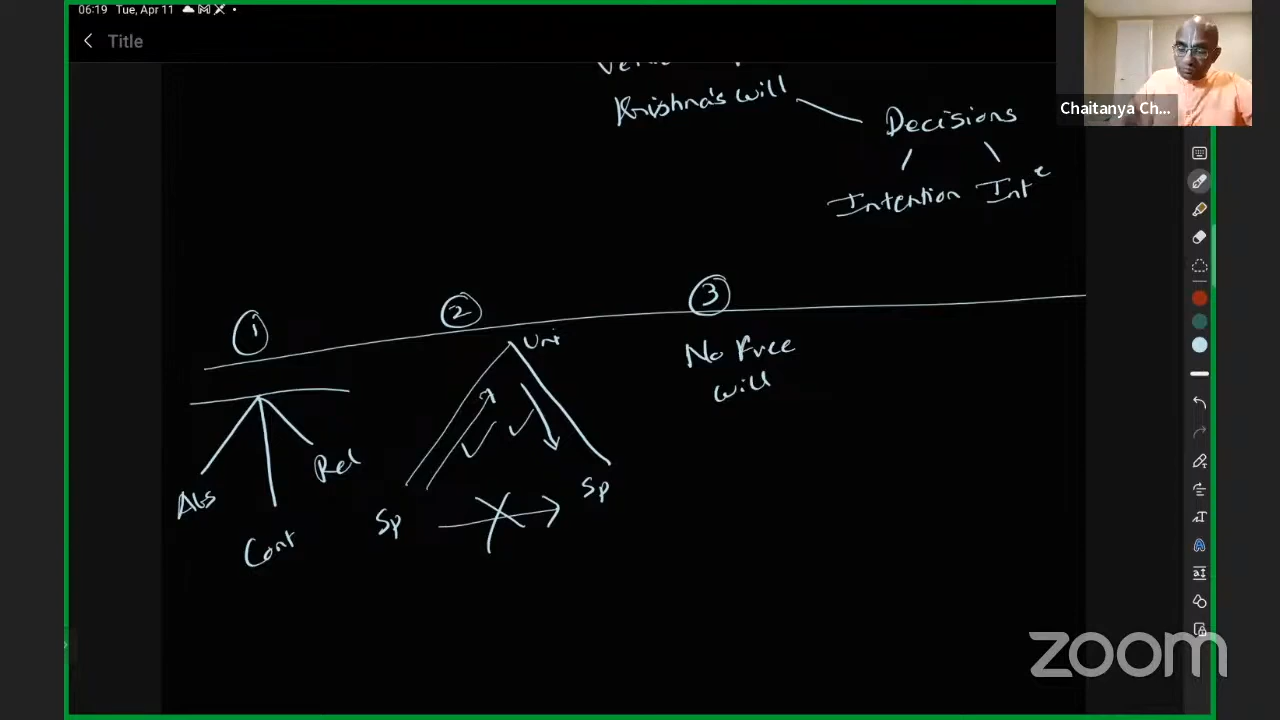 06:19 Tue, Apr 11
Title
Krishna's will
Decisions
Intention Int^e
Chaitanya Ch...
1
2
3
Uni
No Free
will
Abs
Cont
Rel
Sp
Sp
zoom